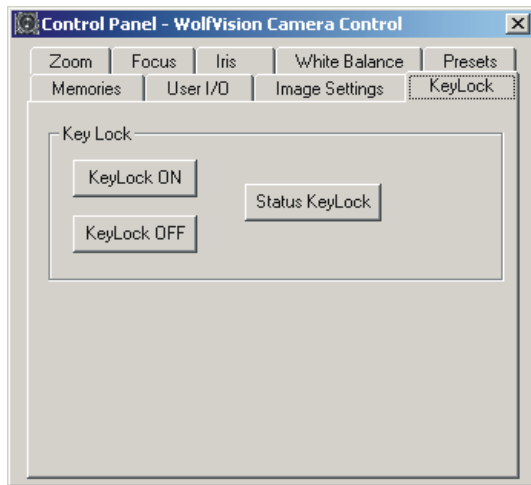 Control Panel - WolfVision Camera Control
Zoom Focus Iris White Balance Presets
Memories User I/O Image Settings KeyLock
Key Lock
KeyLock ON
Status KeyLock
KeyLock OFF